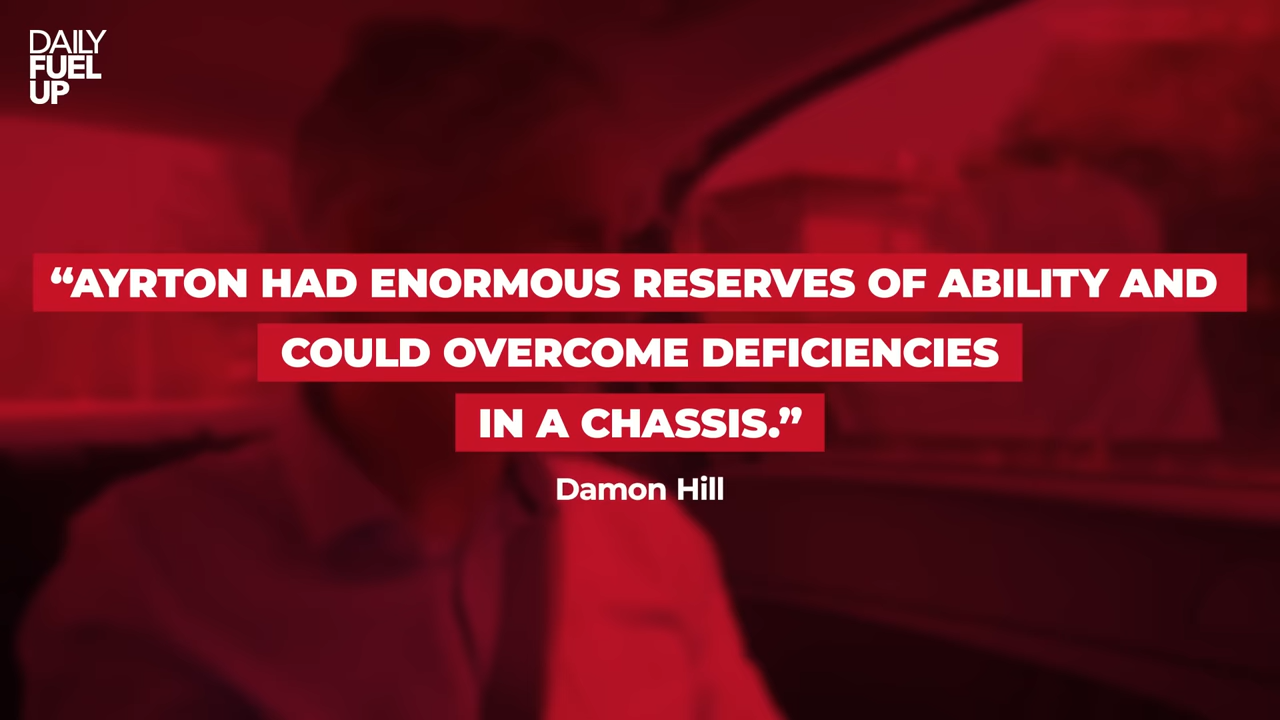 DAILY
FUEL
UP
“AYRTON HAD ENORMOUS RESERVES OF ABILITY AND
COULD OVERCOME DEFICIENCIES
IN A CHASSIS.”
Damon Hill